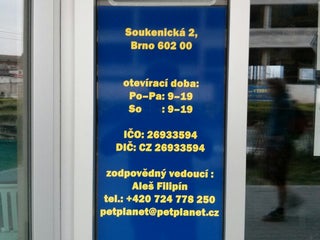 Soukenická 2,
Brno 602 00
otevírací doba:
Po–Pa: 9–19
So : 9–19
IČO: 26933594
DIČ: CZ 26933594
zodpovědný vedoucí :
Aleš Filipín
tel.: +420 724 778 250
petplanet@petplanet.cz